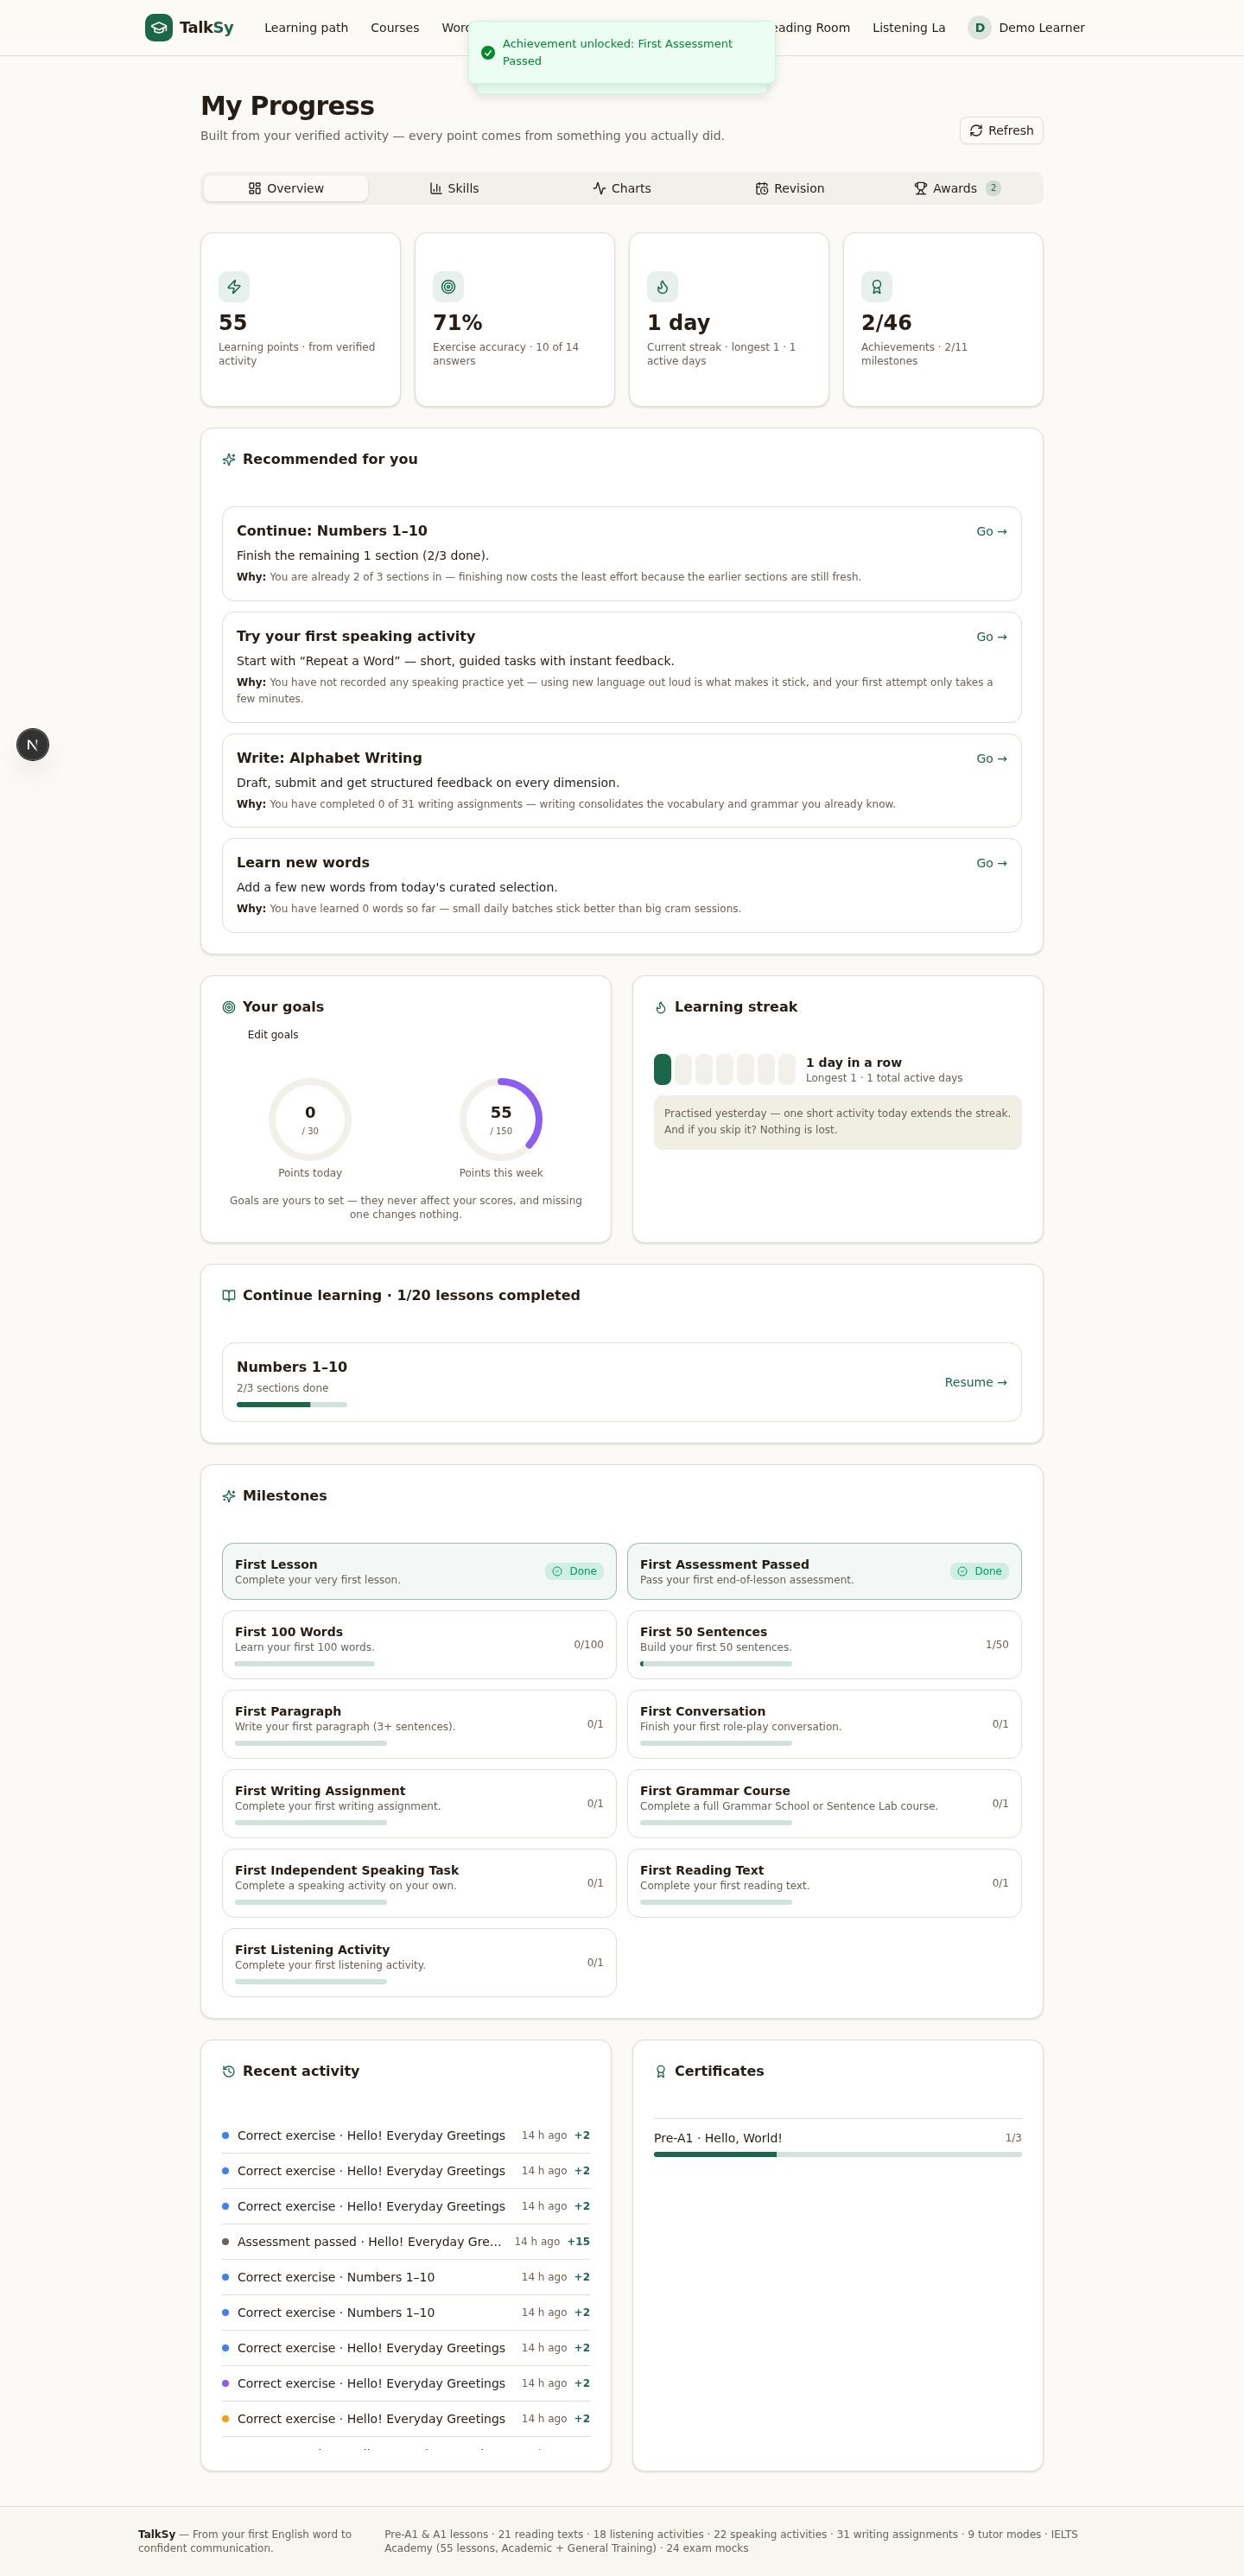 TalkSy
Learning path
Courses
Listening La
D
Demo Learner
eading Room
Achievement unlocked: First Assessment
Passed
My Progress
Built from your verified activity — every point comes from something you actually did.
Refresh
Overview
Skills
Charts
Revision
Awards 2
55
Learning points · from verified
activity
71%
Exercise accuracy · 10 of 14
answers
1 day
Current streak · longest 1 · 1
active days
2/46
Achievements · 2/11
milestones
Recommended for you
Continue: Numbers 1–10
Go →
Finish the remaining 1 section (2/3 done).
Why: You are already 2 of 3 sections in — finishing now costs the least effort because the earlier sections are still fresh.
Try your first speaking activity
Go →
Start with “Repeat a Word” — short, guided tasks with instant feedback.
Why: You have not recorded any speaking practice yet — using new language out loud is what makes it stick, and your first attempt only takes a
few minutes.
N
Write: Alphabet Writing
Go →
Draft, submit and get structured feedback on every dimension.
Why: You have completed 0 of 31 writing assignments — writing consolidates the vocabulary and grammar you already know.
Learn new words
Go →
Add a few new words from today's curated selection.
Why: You have learned 0 words so far — small daily batches stick better than big cram sessions.
Your goals
Edit goals
0
/ 30
Points today
55
/ 150
Points this week
Goals are yours to set — they never affect your scores, and missing
one changes nothing.
Learning streak
1 day in a row
Longest 1 · 1 total active days
Practised yesterday — one short activity today extends the streak.
And if you skip it? Nothing is lost.
Continue learning · 1/20 lessons completed
Numbers 1–10
2/3 sections done
Resume →
Milestones
First Lesson
Complete your very first lesson.
Done
First Assessment Passed
Pass your first end-of-lesson assessment.
Done
First 100 Words
Learn your first 100 words.
0/100
First 50 Sentences
Build your first 50 sentences.
1/50
First Paragraph
Write your first paragraph (3+ sentences).
0/1
First Conversation
Finish your first role-play conversation.
0/1
First Writing Assignment
Complete your first writing assignment.
0/1
First Grammar Course
Complete a full Grammar School or Sentence Lab course.
0/1
First Independent Speaking Task
Complete a speaking activity on your own.
0/1
First Reading Text
Complete your first reading text.
0/1
First Listening Activity
Complete your first listening activity.
0/1
Recent activity
Correct exercise · Hello! Everyday Greetings 14 h ago +2
Correct exercise · Hello! Everyday Greetings 14 h ago +2
Correct exercise · Hello! Everyday Greetings 14 h ago +2
Assessment passed · Hello! Everyday Gre... 14 h ago +15
Correct exercise · Numbers 1–10 14 h ago +2
Correct exercise · Numbers 1–10 14 h ago +2
Correct exercise · Hello! Everyday Greetings 14 h ago +2
Correct exercise · Hello! Everyday Greetings 14 h ago +2
Correct exercise · Hello! Everyday Greetings 14 h ago +2
Certificates
Pre-A1 · Hello, World!
1/3
TalkSy — From your first English word to
confident communication.
Pre-A1 & A1 lessons · 21 reading texts · 18 listening activities · 22 speaking activities · 31 writing assignments · 9 tutor modes · IELTS
Academy (55 lessons, Academic + General Training) · 24 exam mocks